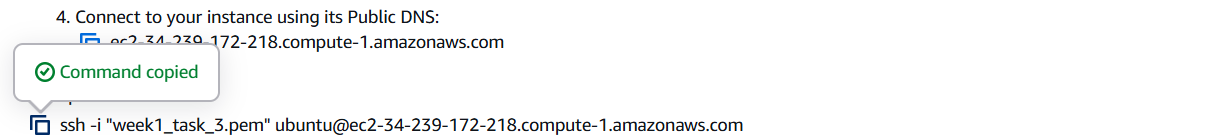 4. Connect to your instance using its Public DNS:
ec2-34-239-172-218.compute-1.amazonaws.com
Command copied
ssh -i "week1_task_3.pem" ubuntu@ec2-34-239-172-218.compute-1.amazonaws.com